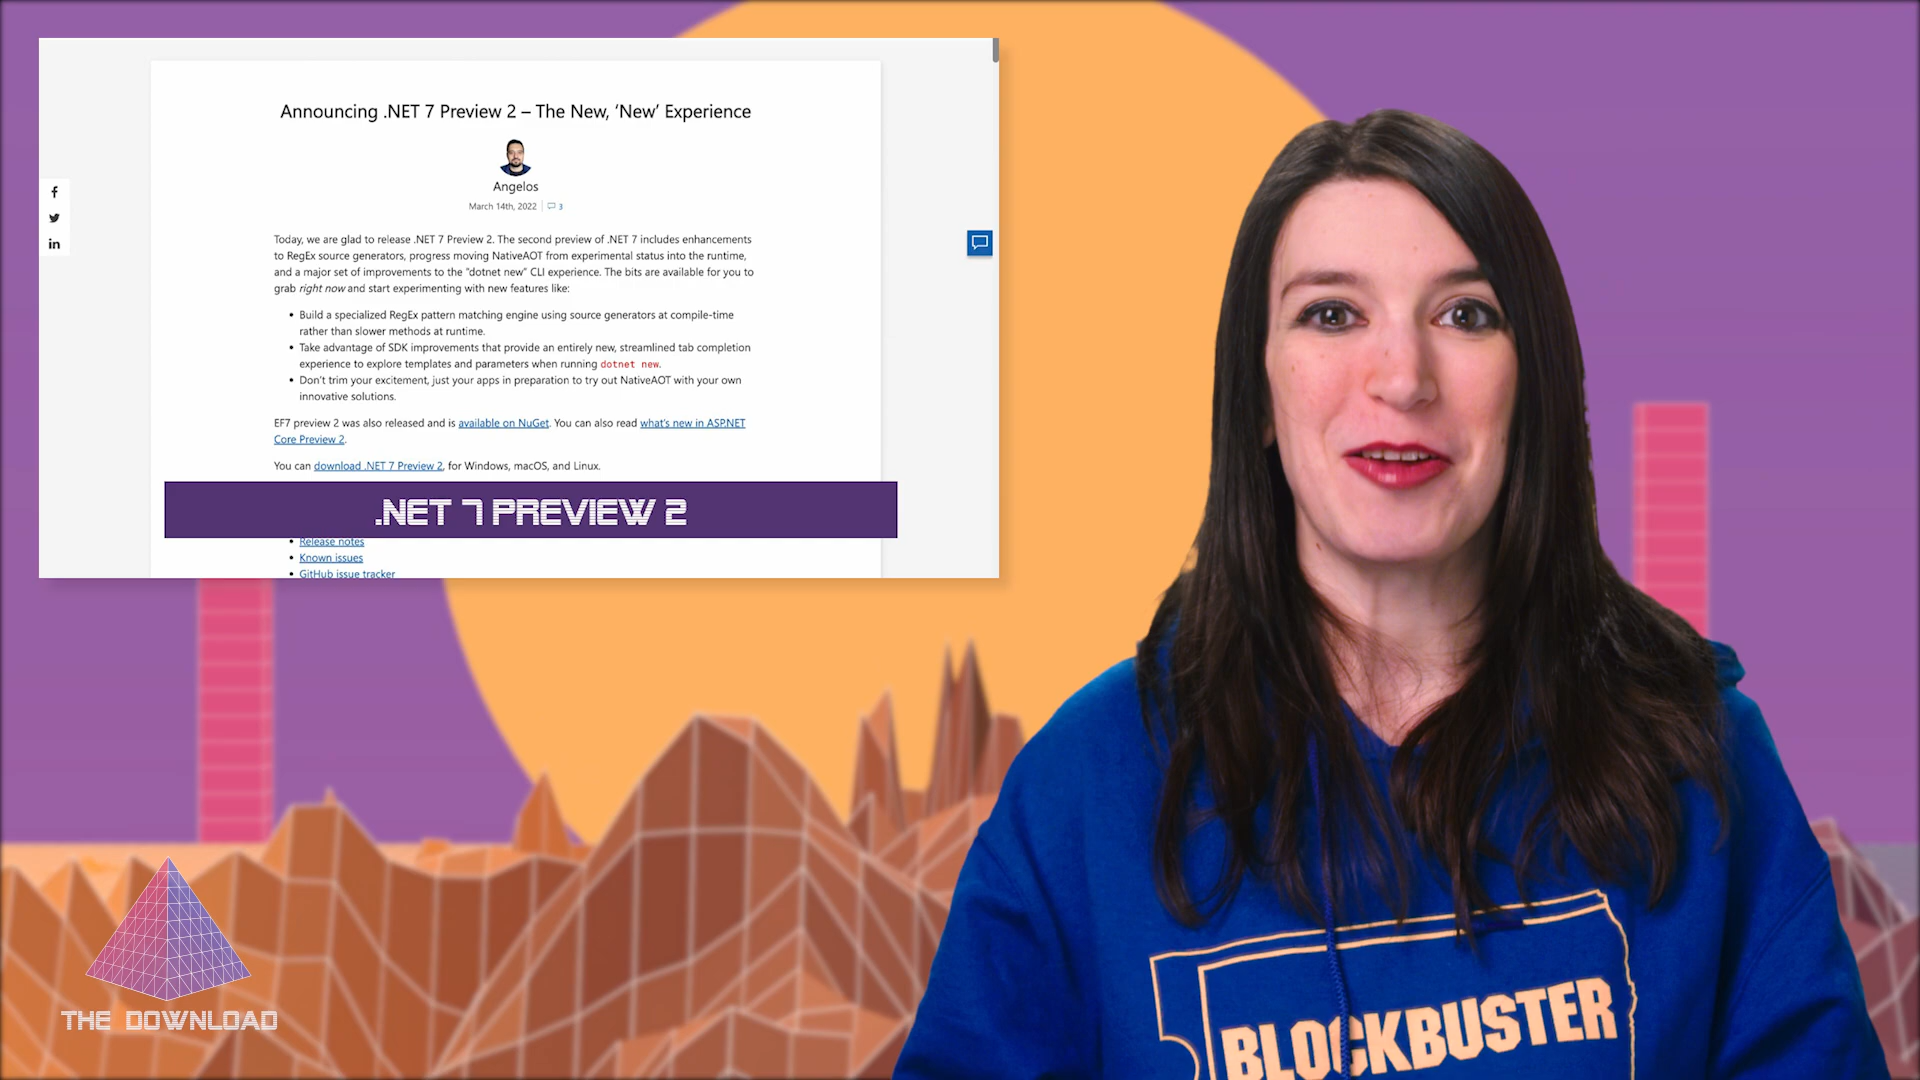 Announcing .NET 7 Preview 2 – The New, ‘New’ Experience
Angelos
March 14th, 2022
3
Today, we are glad to release .NET 7 Preview 2. The second preview of .NET 7 includes enhancements
to RegEx source generators, progress moving NativeAOT from experimental status into the runtime,
and a major set of improvements to the "dotnet new" CLI experience. The bits are available for you to
grab right now and start experimenting with new features like:
• Build a specialized RegEx pattern matching engine using source generators at compile-time
rather than slower methods at runtime.
• Take advantage of SDK improvements that provide an entirely new, streamlined tab completion
experience to explore templates and parameters when running dotnet new.
• Don't trim your excitement, just your apps in preparation to try out NativeAOT with your own
innovative solutions.
EF7 preview 2 was also released and is available on NuGet. You can also read what's new in ASP.NET
Core Preview 2.
You can download .NET 7 Preview 2, for Windows, macOS, and Linux.
.NET 7 PREVIEW 2
• Release notes
• Known issues
• GitHub issue tracker
THE DOWNLOAD
BLOCKBUSTER